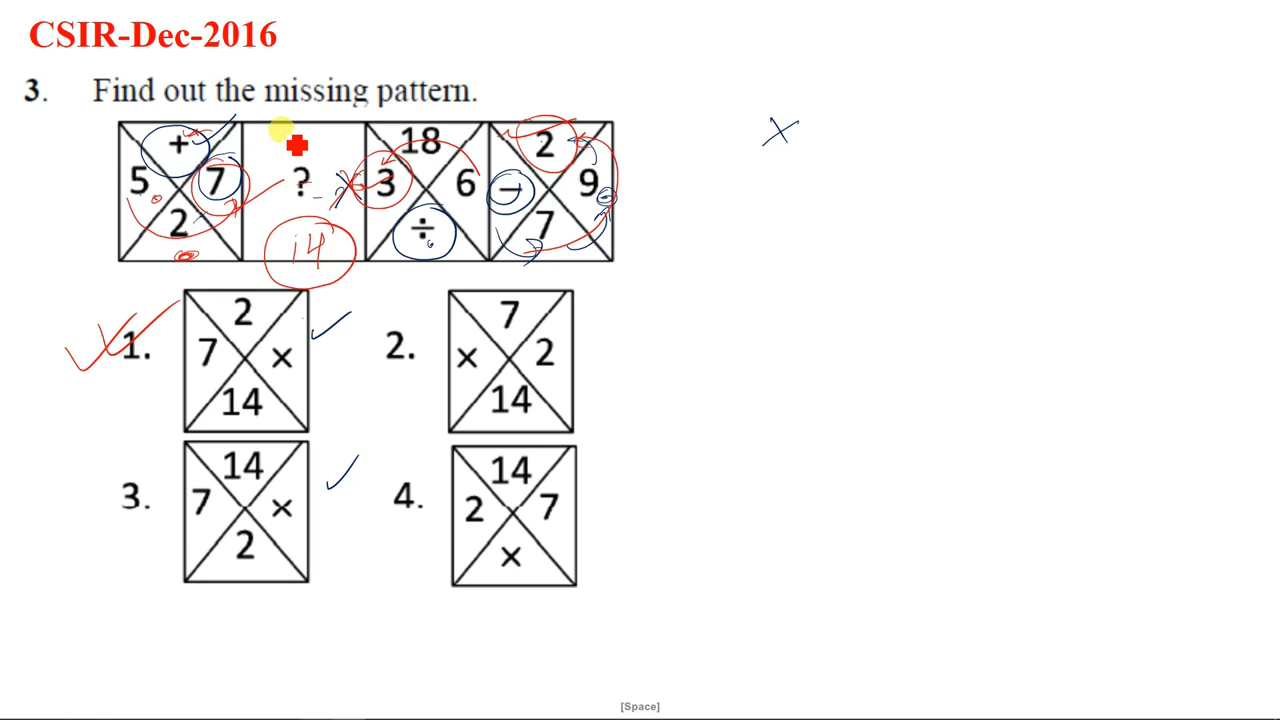 CSIR-Dec-2016
3. Find out the missing pattern.
+ 18 2
5 7 ? 3 6 − 9
2 14 ÷ 7
×
1. 2 7 × 14
2. 7 × 2 14
3. 14 7 × 2
4. 14 2 7 ×
[Space]